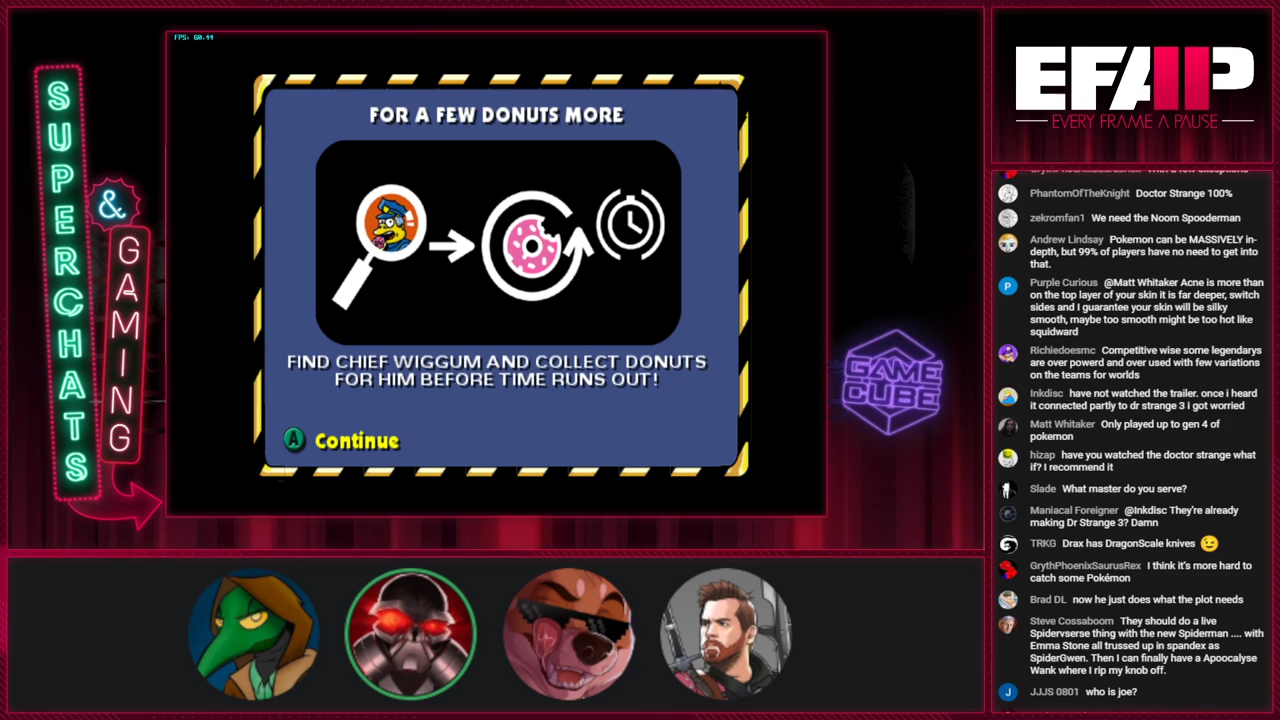 FPS: 60.44
SUPERCHATS
&
GAMING
FOR A FEW DONUTS MORE
FIND CHIEF WIGGUM AND COLLECT DONUTS
FOR HIM BEFORE TIME RUNS OUT!
A Continue
GAME
CUBE
EFAP
EVERY FRAME A PAUSE
PhantomOfTheKnight Doctor Strange 100%
zekromfan1 We need the Noom Spooderman
Andrew Lindsay Pokemon can be MASSIVELY in-
depth, but 99% of players have no need to get into
that.
P
Purple Curious @Matt Whitaker Acne is more than
on the top layer of your skin it is far deeper, switch
sides and I guarantee your skin will be silky
smooth, maybe too smooth might be too hot like
squidward
Richiedoesmc Competitive wise some legendarys
are over powerd and over used with few variations
on the teams for worlds
Inkdisc have not watched the trailer. once i heard
it connected partly to dr strange 3 i got worried
Matt Whitaker Only played up to gen 4 of
pokemon
hizap have you watched the doctor strange what
if? I recommend it
Slade What master do you serve?
Maniacal Foreigner @Inkdisc They're already
making Dr Strange 3? Damn
TRKG Drax has DragonScale knives 😉
GrythPhoenixSaurusRex I think it's more hard to
catch some Pokémon
Brad DL now he just does what the plot needs
Steve Cossaboom They should do a live
Spidervserse thing with the new Spiderman .... with
Emma Stone all trussed up in spandex as
SpiderGwen. Then I can finally have a Apoocalyse
Wank where I rip my knob off.
J
JJJS 0801 who is joe?